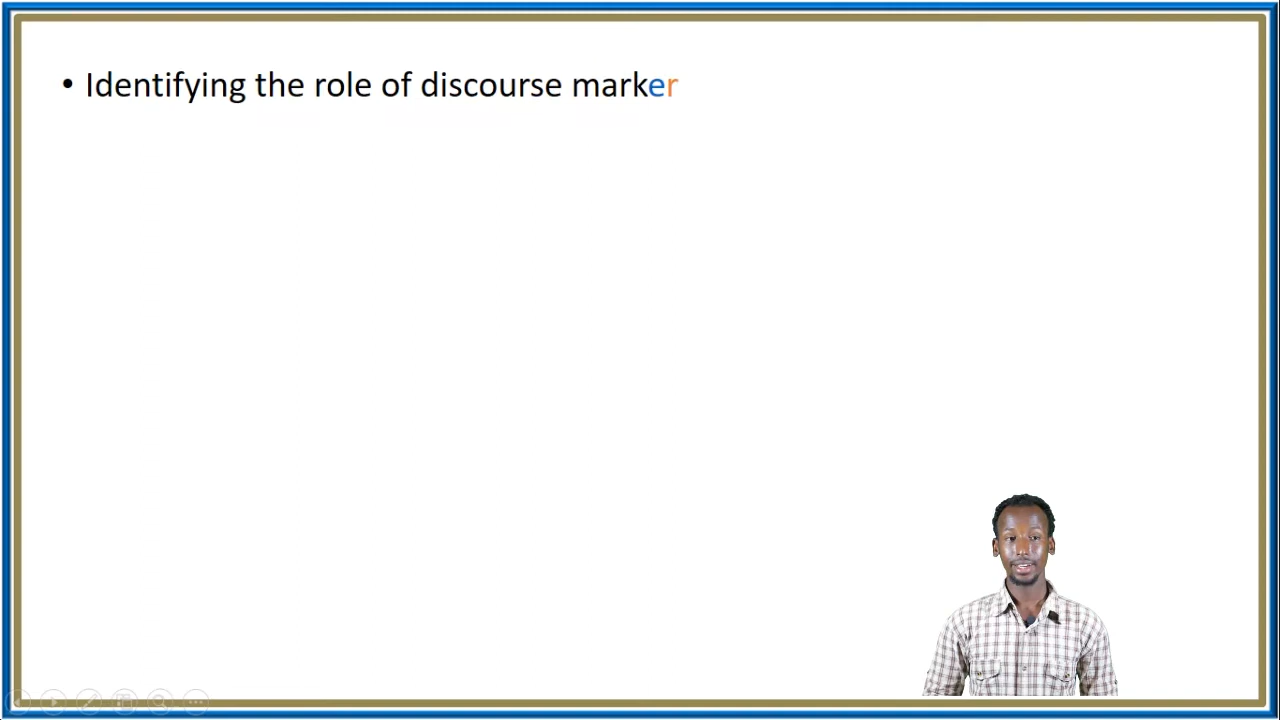 • Identifying the role of discourse marker